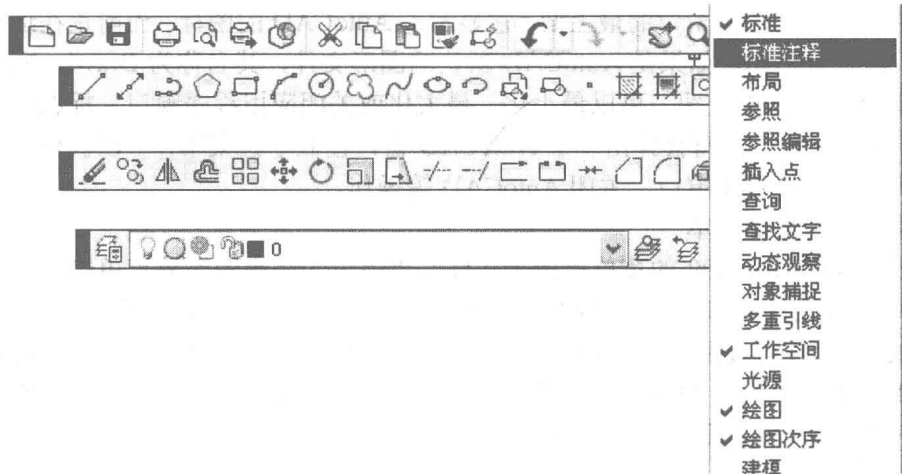 0
标准
标准注释
布局
参照
参照编辑
插入点
查询
查找文字
动态观察
对象捕捉
多重引线
工作空间
光源
绘图
绘图次序
建模